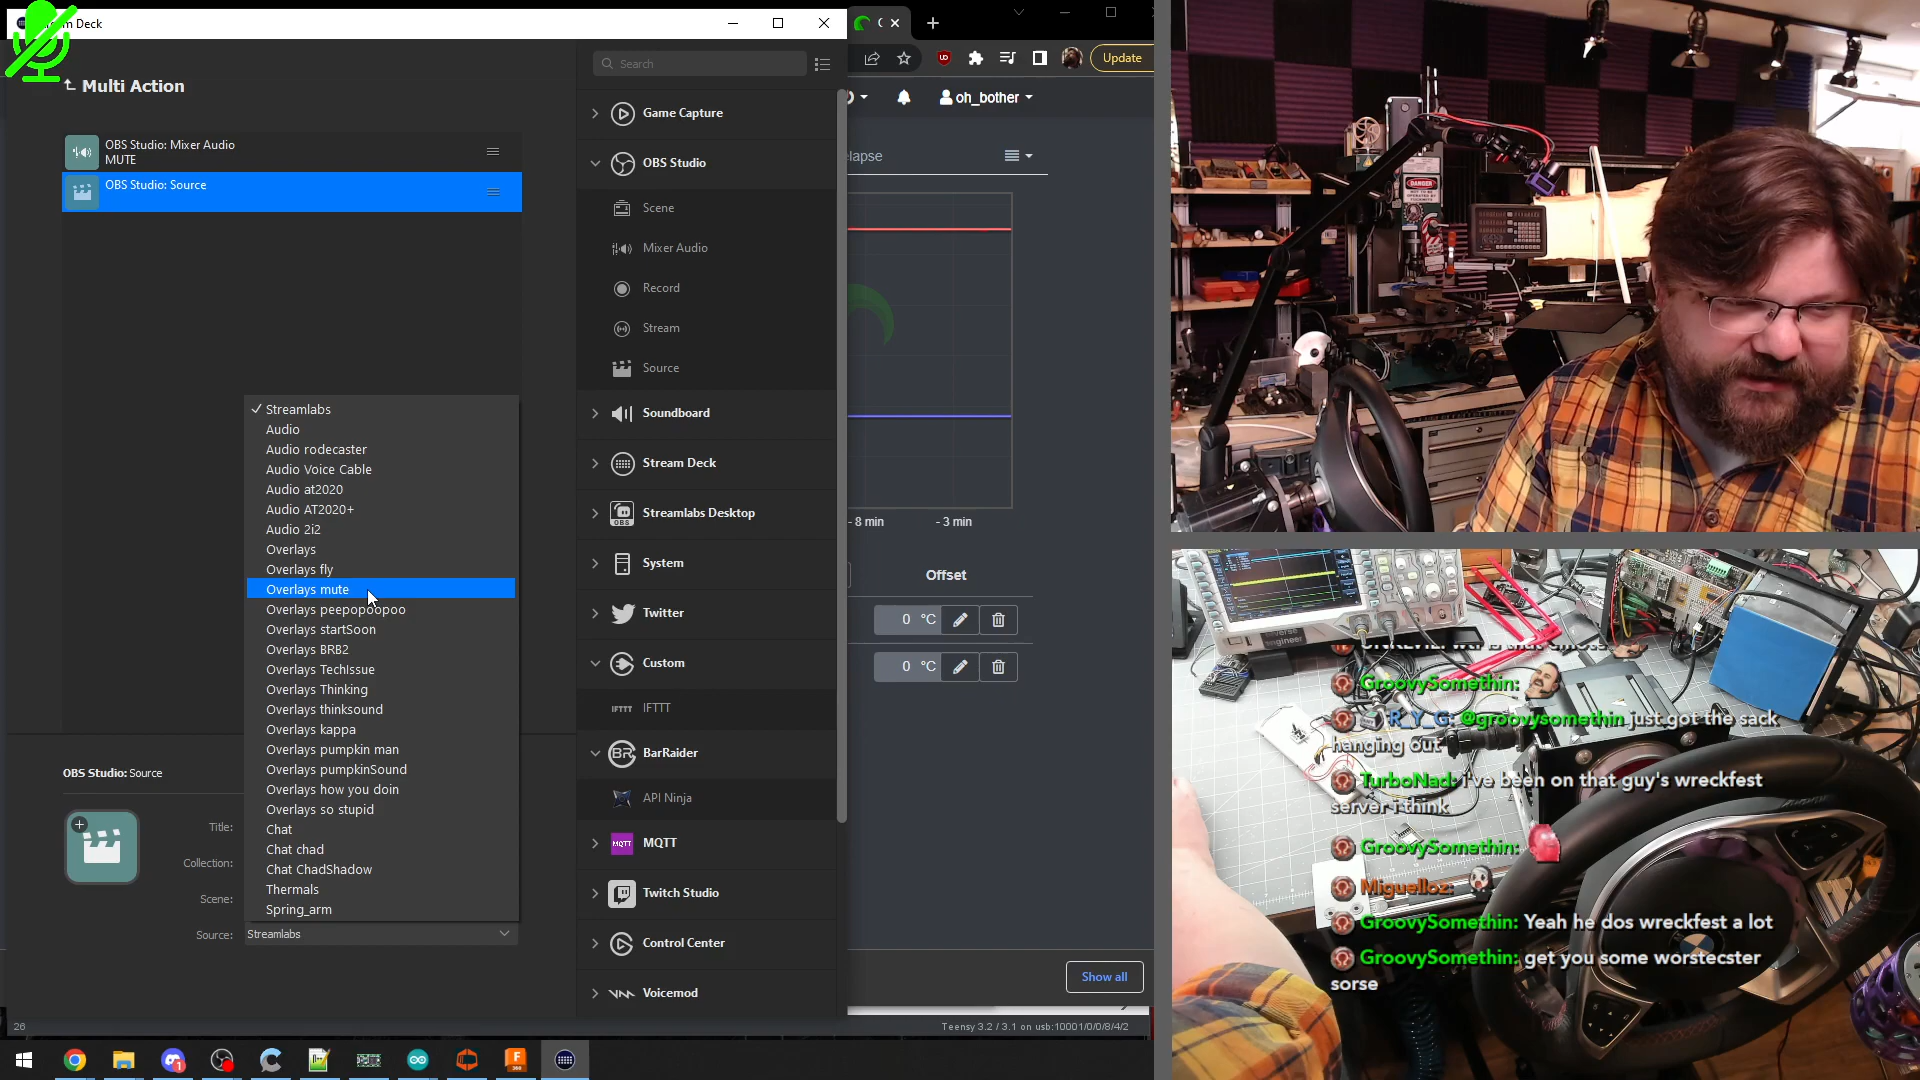 Stream Deck
Multi Action
OBS Studio: Mixer Audio
MUTE
OBS Studio: Source
Streamlabs
Audio
Audio rodecaster
Audio Voice Cable
Audio at2020
Audio AT2020+
Audio 2i2
Overlays
Overlays fly
Overlays mute
Overlays peepopoopoo
Overlays startSoon
Overlays BRB2
Overlays TechIssue
Overlays Thinking
Overlays thinksound
Overlays kappa
Overlays pumpkin man
Overlays pumpkinSound
Overlays how you doin
Overlays so stupid
Chat
Chat chad
Chat ChadShadow
Thermals
Spring_arm
OBS Studio: Source
Title:
Collection:
Scene:
Source: Streamlabs
26
Search
Game Capture
OBS Studio
Scene
Mixer Audio
Record
Stream
Source
Soundboard
Stream Deck
Streamlabs Desktop
System
Twitter
Custom
IFTTT IFTTT
BarRaider
API Ninja
MQTT MQTT
Twitch Studio
Control Center
Voicemod
Update
oh_bother
elapse
- 8 min - 3 min
Offset
0 °C
0 °C
Show all
Teensy 3.2 / 3.1 on usb:10001/0/0/8/4/2
DANGER
GroovySomethin:
R_Y_G: @groovysomethin just got the sack
hanging out
TurboNad: i've been on that guy's wreckfest
server i think
GroovySomethin:
Miguelloz:
GroovySomethin: Yeah he dos wreckfest a lot
GroovySomethin: get you some worstecster
sorse